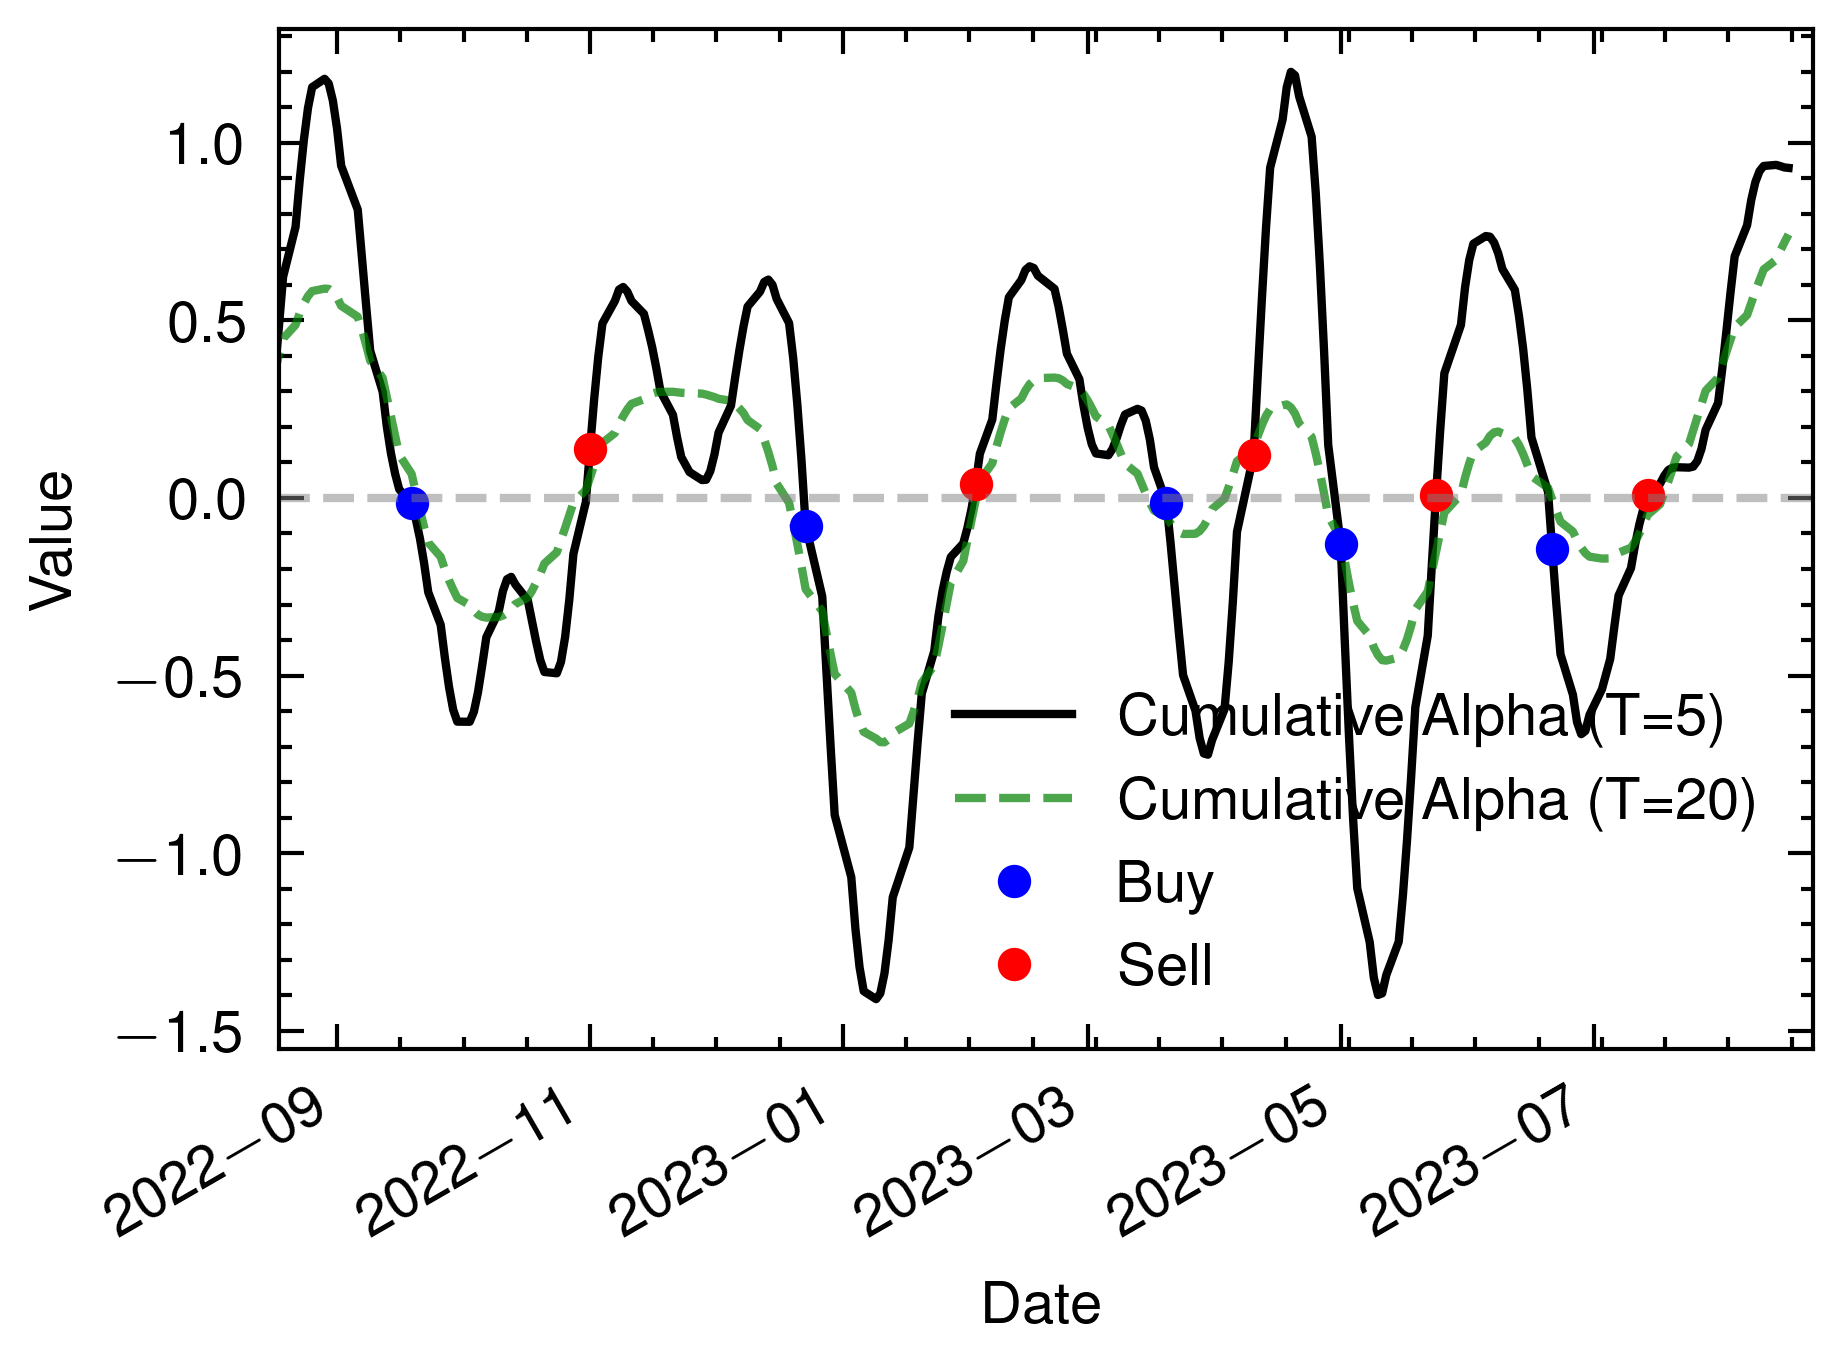 1.0
0.5
0.0
−0.5
−1.0
−1.5
Value
Cumulative Alpha (T=5)
Cumulative Alpha (T=20)
Buy
Sell
2022−09
2022−11
2023−01
2023−03
2023−05
2023−07
Date